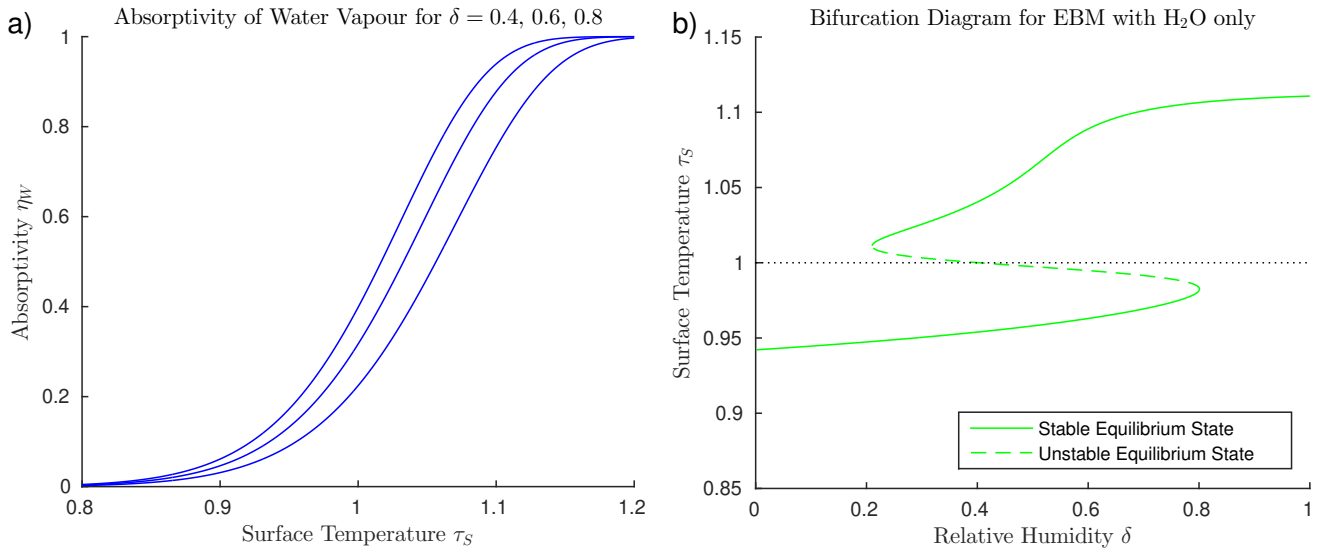 a)
Absorptivity of Water Vapour for δ = 0.4, 0.6, 0.8
1
0.8
0.6
0.4
0.2
0
Absorptivity η_W
0.8
0.9
1
1.1
1.2
Surface Temperature τ_S
b)
Bifurcation Diagram for EBM with H₂O only
1.15
1.1
1.05
1
0.95
0.9
0.85
Surface Temperature τ_S
Stable Equilibrium State
Unstable Equilibrium State
0
0.2
0.4
0.6
0.8
1
Relative Humidity δ